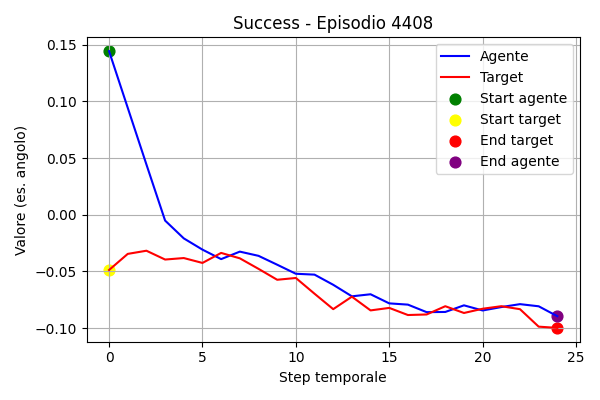 Success - Episodio 4408
Valore (es. angolo)
0.15
0.10
0.05
0.00
−0.05
−0.10
Agente
Target
Start agente
Start target
End target
End agente
0
5
10
15
20
25
Step temporale